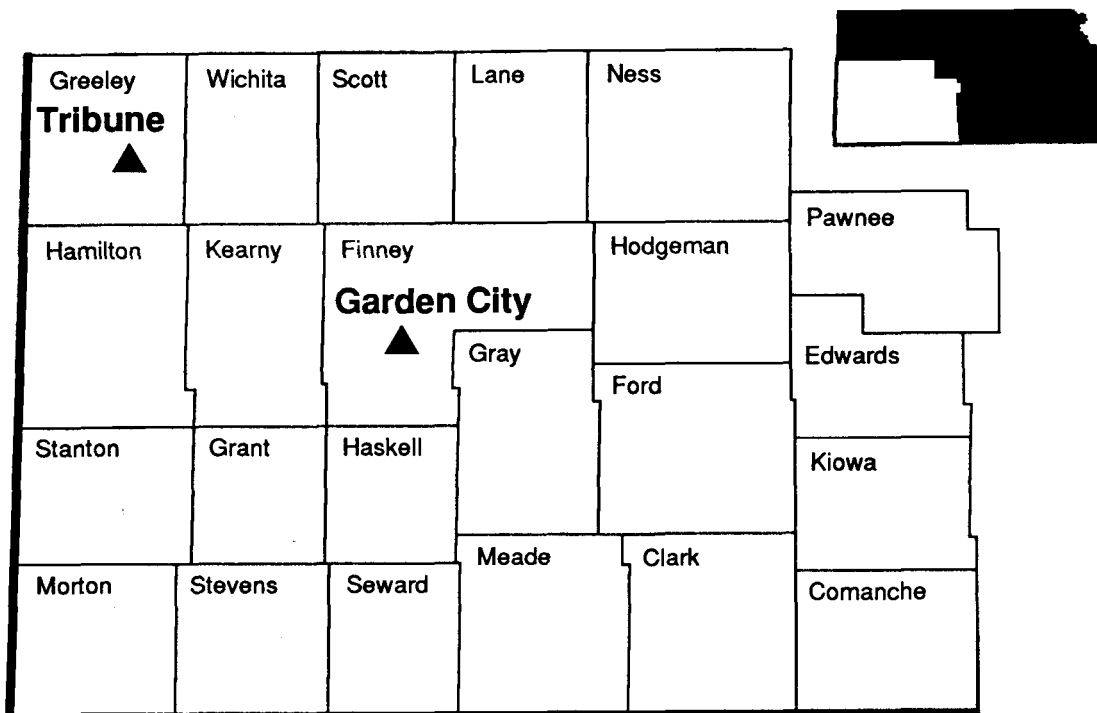 Greeley
Wichita
Scott
Lane
Ness
Tribune
Pawnee
Hamilton
Kearny
Finney
Hodgeman
Garden City
Gray
Edwards
Ford
Stanton
Grant
Haskell
Kiowa
Meade
Clark
Morton
Stevens
Seward
Comanche